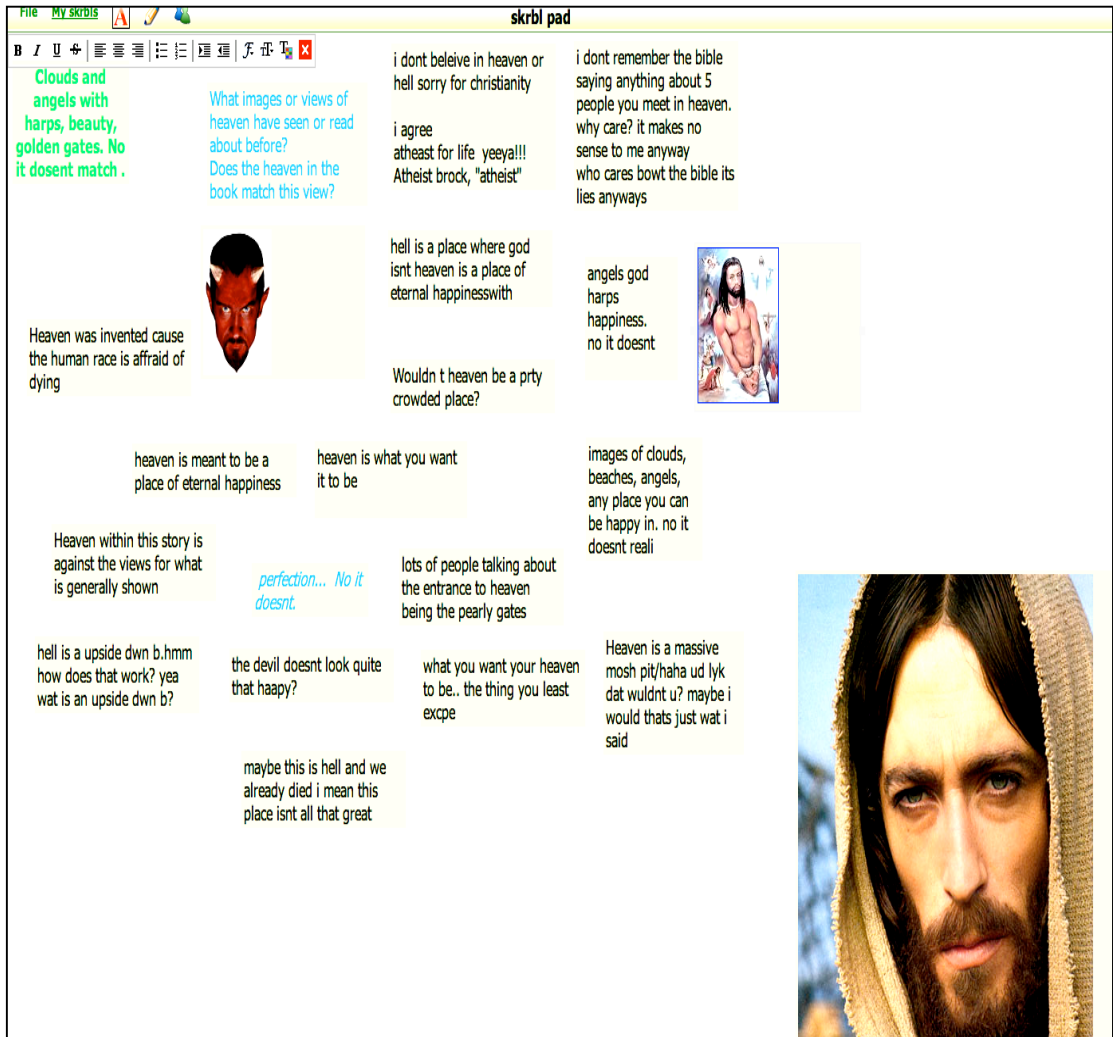 File My skrbls A
skrbl pad
B I U S
Clouds and
angels with
harps, beauty,
golden gates. No
it dosent match .
What images or views of
heaven have seen or read
about before?
Does the heaven in the
book match this view?
i dont beleive in heaven or
hell sorry for christianity
i agree
atheast for life yeeya!!!
Atheist brock, "atheist"
i dont remember the bible
saying anything about 5
people you meet in heaven.
why care? it makes no
sense to me anyway
who cares bowt the bible its
lies anyways
hell is a place where god
isnt heaven is a place of
eternal happinesswith
angels god
harps
happiness.
no it doesnt
Heaven was invented cause
the human race is affraid of
dying
Wouldn t heaven be a prty
crowded place?
heaven is meant to be a
place of eternal happiness
heaven is what you want
it to be
images of clouds,
beaches, angels,
any place you can
be happy in. no it
doesnt reali
Heaven within this story is
against the views for what
is generally shown
perfection... No it
doesnt.
lots of people talking about
the entrance to heaven
being the pearly gates
hell is a upside dwn b.hmm
how does that work? yea
wat is an upside dwn b?
the devil doesnt look quite
that haapy?
what you want your heaven
to be.. the thing you least
excpe
Heaven is a massive
mosh pit/haha ud lyk
dat wuldnt u? maybe i
would thats just wat i
said
maybe this is hell and we
already died i mean this
place isnt all that great